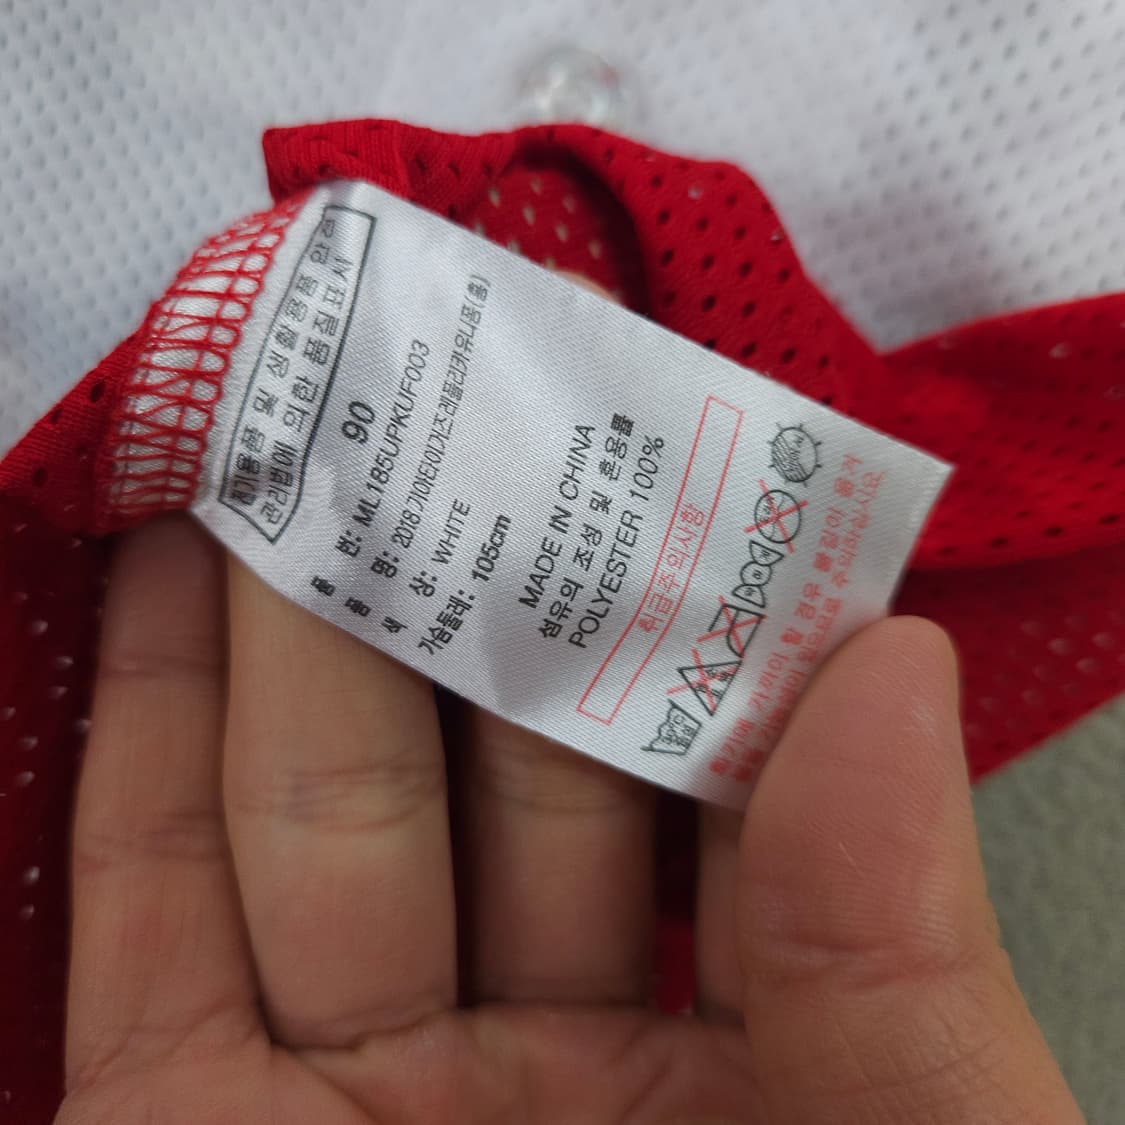 전기용품 및 생활용품 안전
관리법에 의한 품질표시
90
품 번: ML185UPKUF003
품 명: 2018기아타이거즈레플리카유니폼(홈)
색 상: WHITE
가슴둘레: 105cm
MADE IN CHINA
섬유의 조성 및 혼용률
POLYESTER 100%
취급주의사항